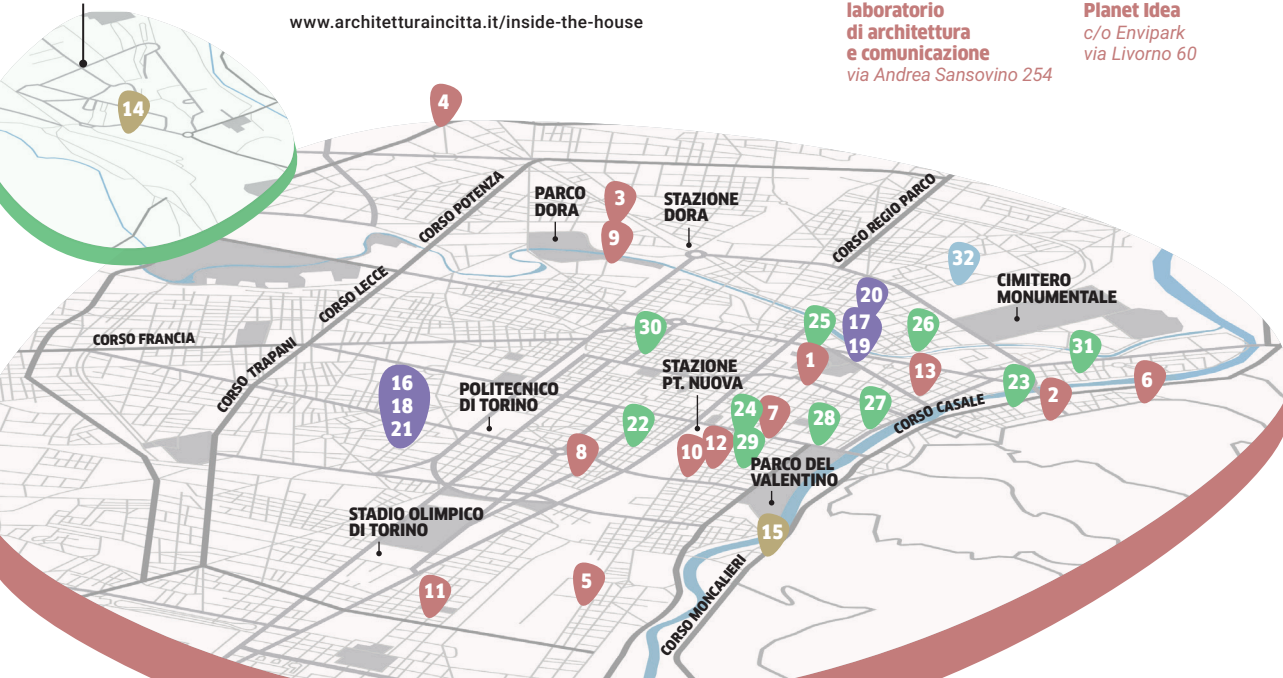 www.architetturaincitta.it/inside-the-house
laboratorio
di architettura
e comunicazione
via Andrea Sansovino 254
Planet Idea
c/o Envipark
via Livorno 60
14
4
CORSO POTENZA
PARCO
DORA
3
9
STAZIONE
DORA
CORSO REGIO PARCO
32
CIMITERO
MONUMENTALE
CORSO LECCE
20
17
19
25
26
30
CORSO FRANCIA
CORSO TRAPANI
1
13
31
STAZIONE
PT. NUOVA
16
18
21
POLITECNICO
DI TORINO
23
2
6
22
24
7
28
27
CORSO CASALE
8
10
12
29
PARCO DEL
VALENTINO
STADIO OLIMPICO
DI TORINO
15
11
5
CORSO MONCALIERI